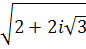 √(2 + 2i√3)